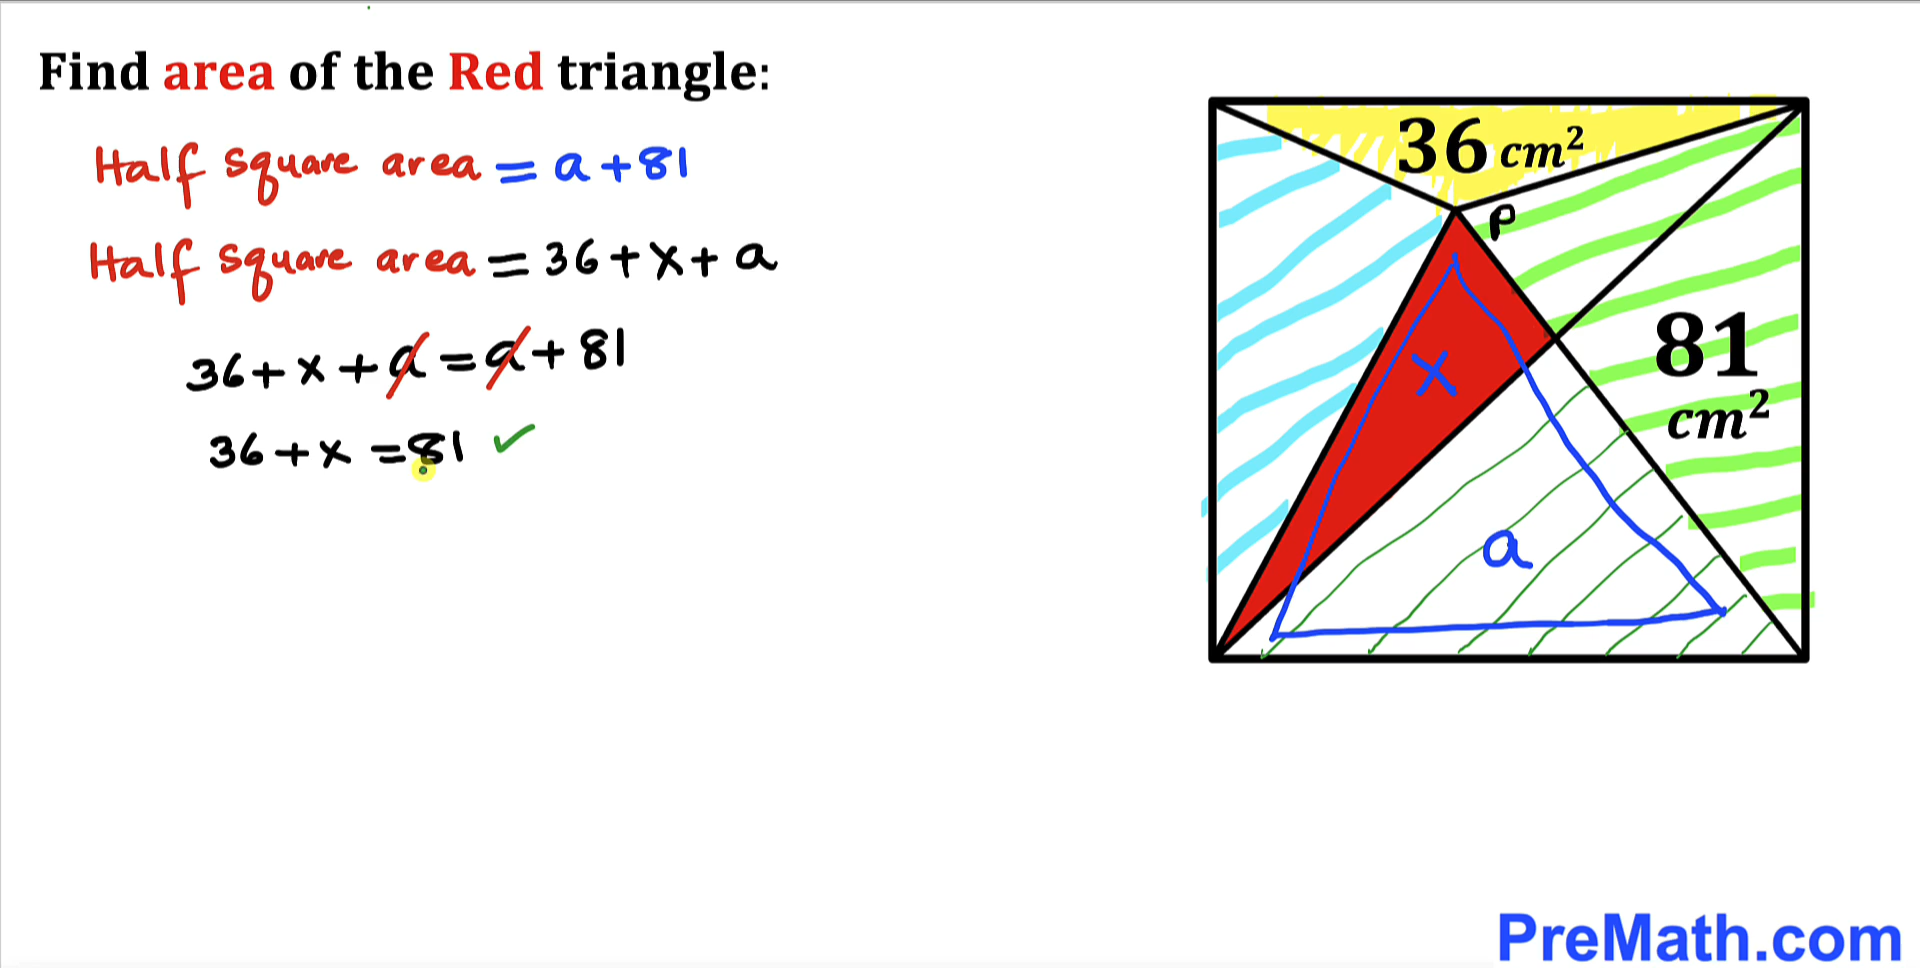 Find area of the Red triangle:
Half square area = a + 81
Half square area = 36 + x + a
36 + x + a = a + 81
36 + x = 81 ✓
36 cm²
P
81
cm²
x
a
PreMath.com